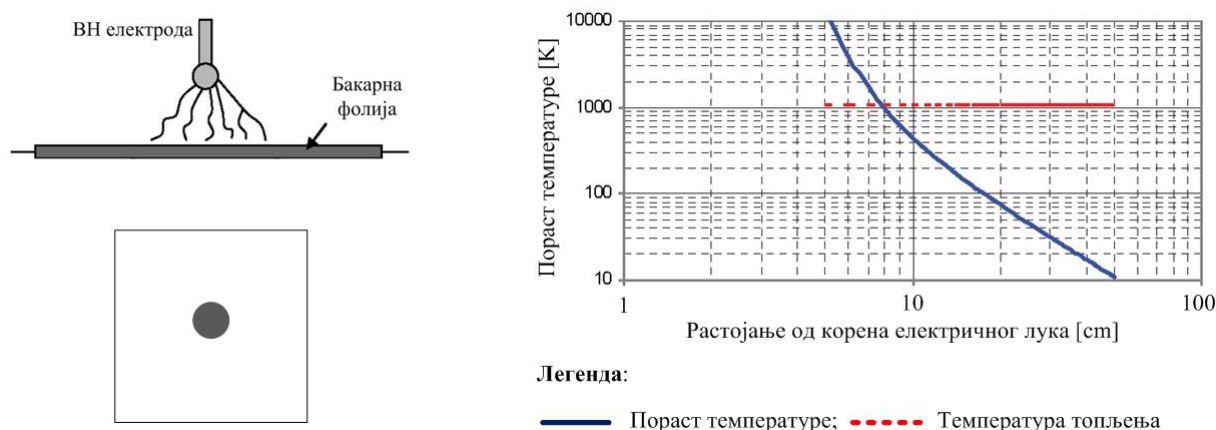 ВН електрода
Бакарна
фолија
Пораст температуре [K]
10000
1000
100
10
1
10
100
Растојање од корена електричног лука [cm]
Легенда:
Пораст температуре;
Температура топљења